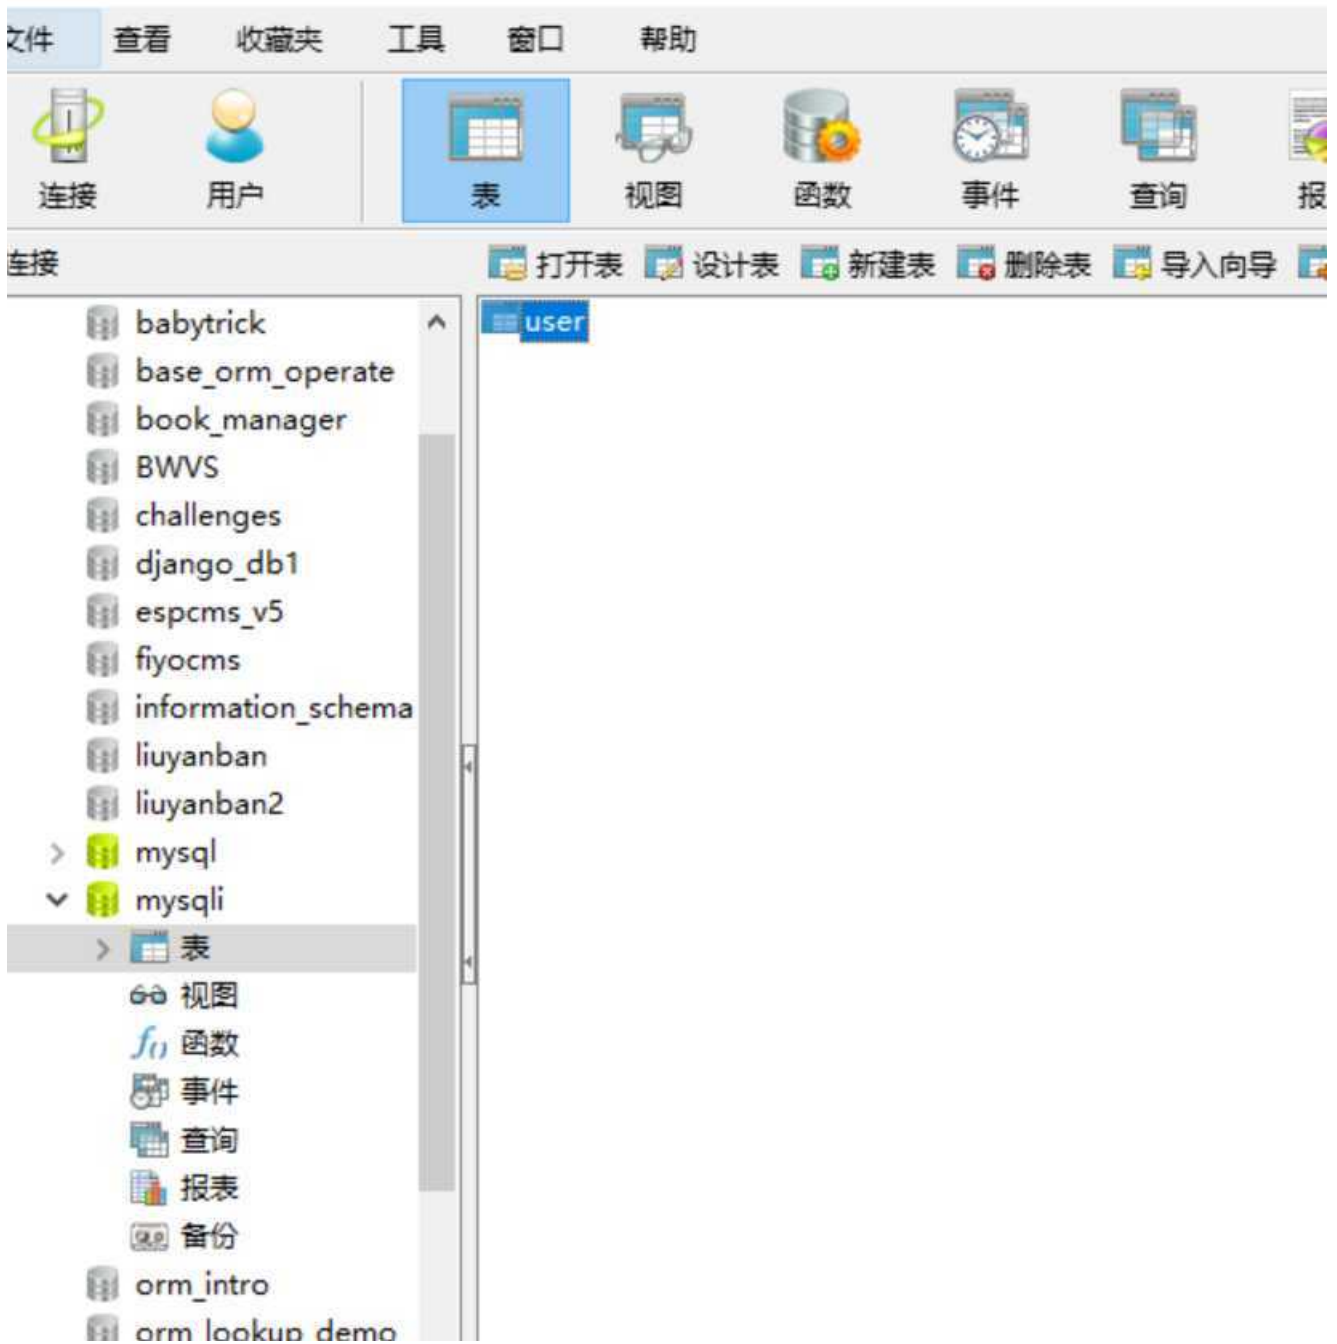 文件 查看 收藏夹 工具 窗口 帮助
连接 用户 表 视图 函数 事件 查询 报
连接 打开表 设计表 新建表 删除表 导入向导
babytrick user
base_orm_operate
book_manager
BWVS
challenges
django_db1
espcms_v5
fiyocms
information_schema
liuyanban
liuyanban2
mysql
mysqli
表
视图
函数
事件
查询
报表
备份
orm_intro
orm_lookup_demo